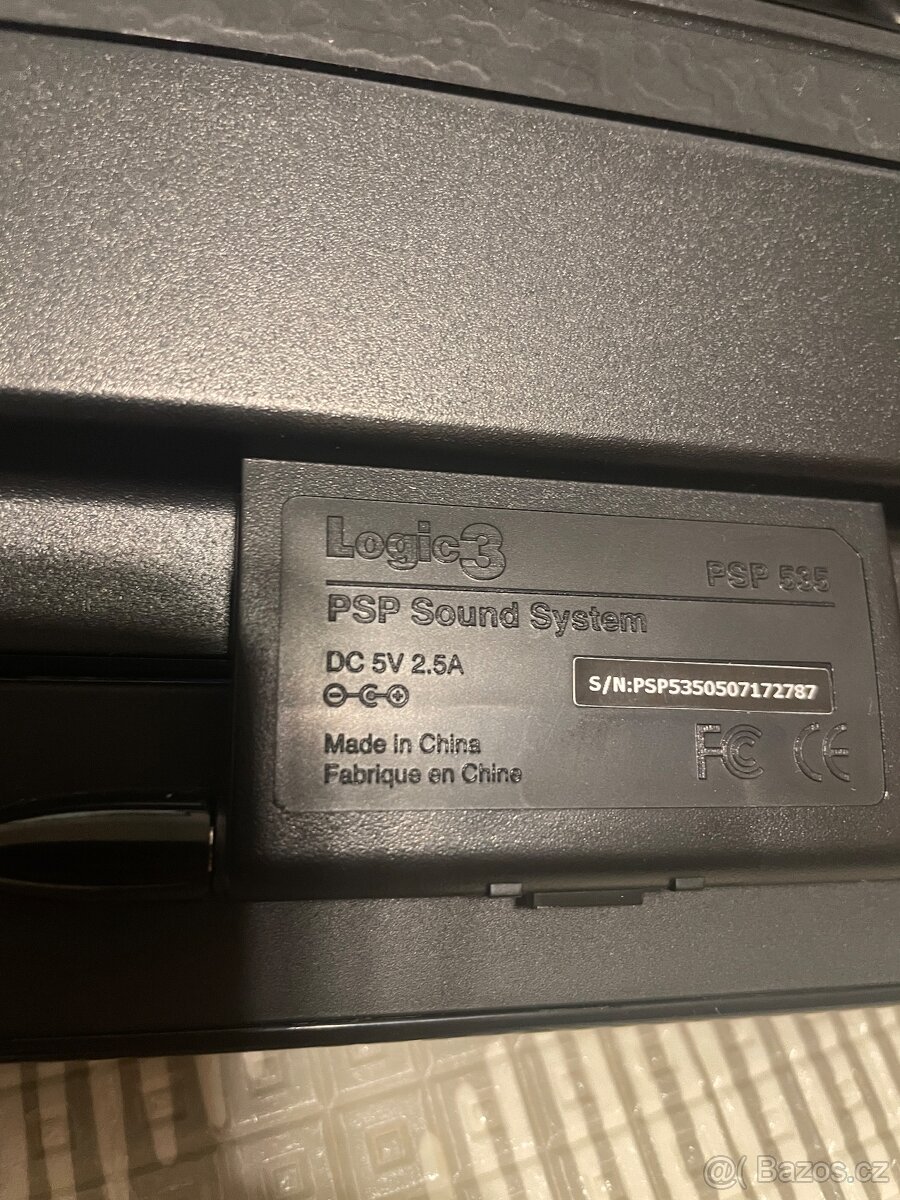 Logic3
PSP 535
PSP Sound System
DC 5V 2.5A
S/N:PSP5350507172787
Made in China
Fabrique en Chine
FC CE
@( Bazos.cz